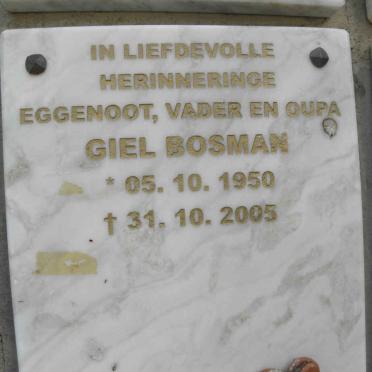 IN LIEFDEVOLLE
HERINNERINGE
EGGENOOT, VADER EN OUPA
GIEL BOSMAN
* 05. 10. 1950
† 31. 10. 2005